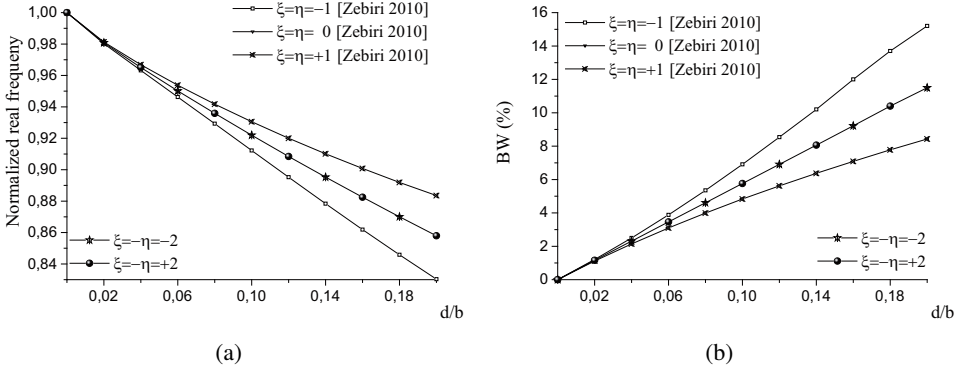 1,00
0,98
0,96
0,94
0,92
0,90
0,88
0,86
0,84
Normalized real frequeny
ξ=η=−1 [Zebiri 2010]
ξ=η= 0 [Zebiri 2010]
ξ=η=+1 [Zebiri 2010]
ξ=−η=−2
ξ=−η=+2
0,02 0,06 0,10 0,14 0,18
d/b
(a)
16
14
12
10
8
6
4
2
0
BW (%)
ξ=η=−1 [Zebiri 2010]
ξ=η= 0 [Zebiri 2010]
ξ=η=+1 [Zebiri 2010]
ξ=−η=−2
ξ=−η=+2
0,02 0,06 0,10 0,14 0,18
d/b
(b)